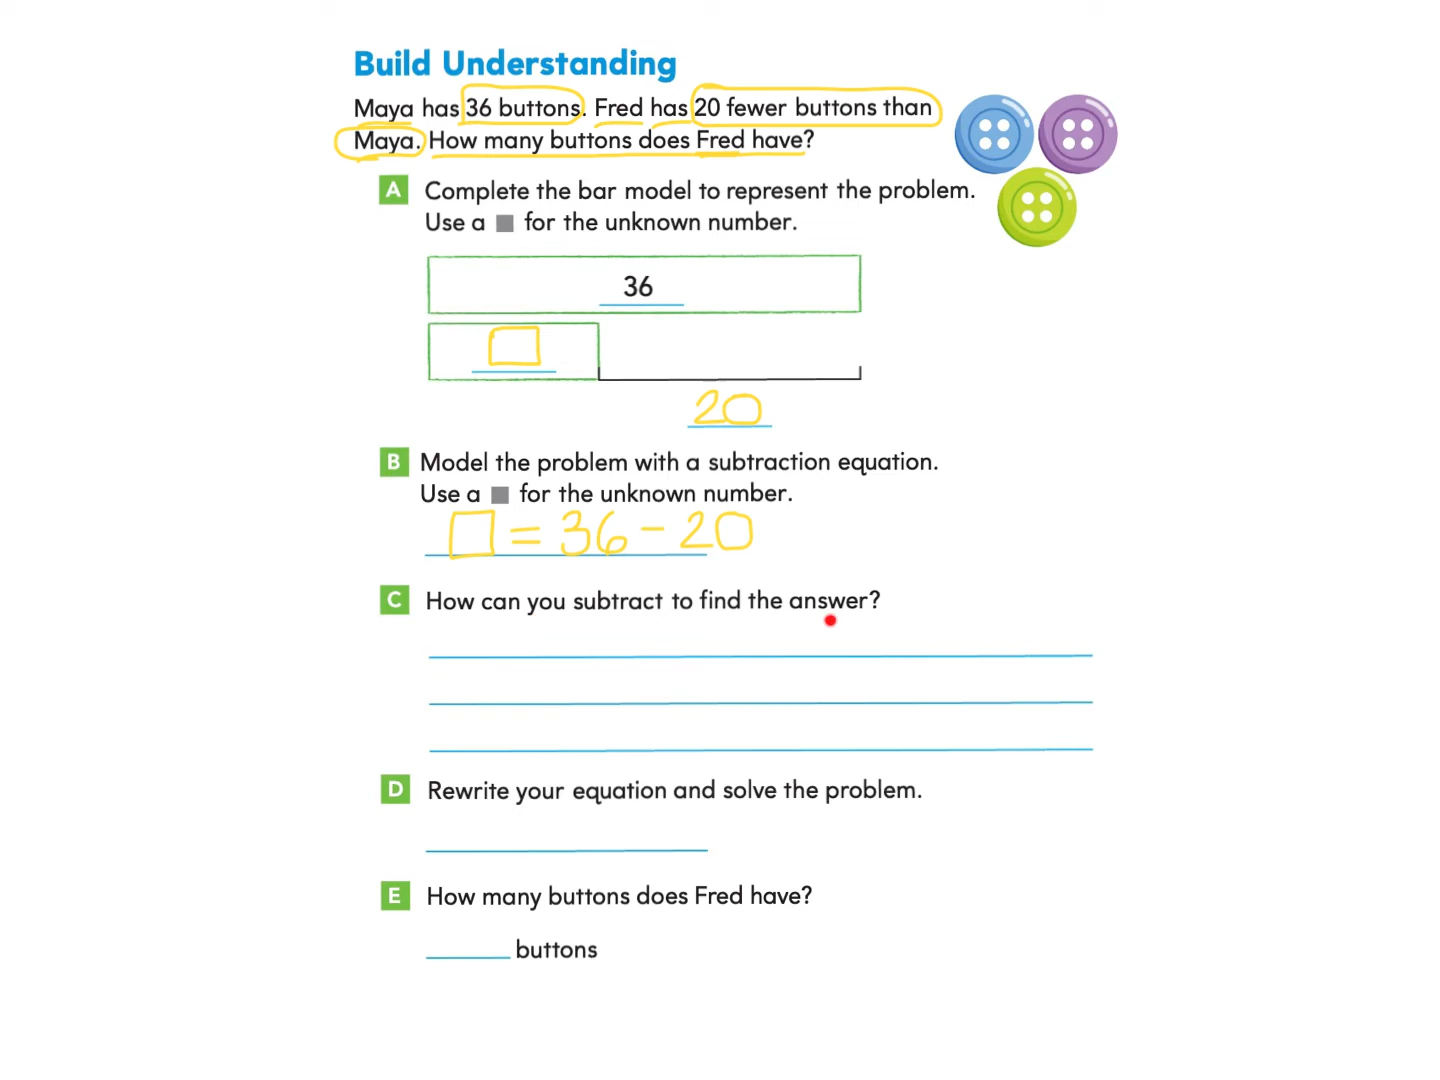 Build Understanding
Maya has 36 buttons. Fred has 20 fewer buttons than
Maya. How many buttons does Fred have?
A Complete the bar model to represent the problem.
Use a ■ for the unknown number.
36
□
20
B Model the problem with a subtraction equation.
Use a ■ for the unknown number.
□ = 36 - 20
C How can you subtract to find the answer?
D Rewrite your equation and solve the problem.
E How many buttons does Fred have?
buttons